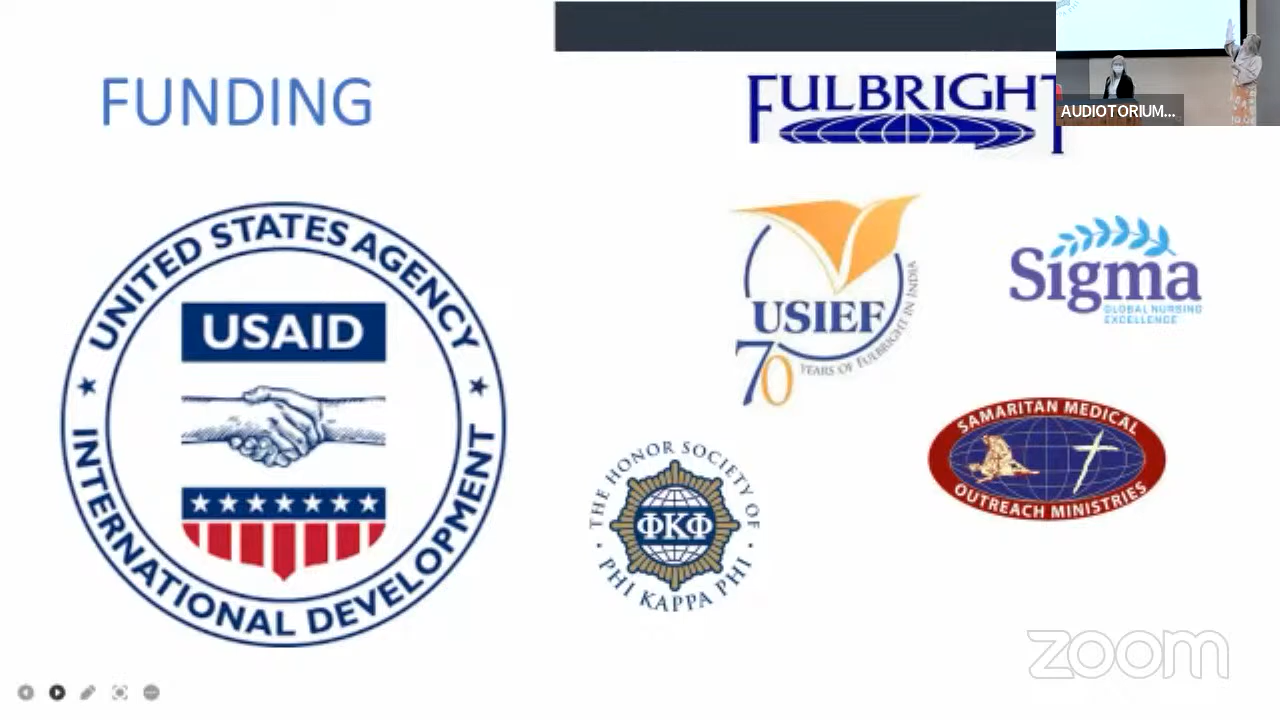 FUNDING
FULBRIGHT
AUDIOTORIUM...
UNITED STATES AGENCY
USAID
INTERNATIONAL DEVELOPMENT
USIEF
70
YEARS OF FULBRIGHT IN INDIA
Sigma
GLOBAL NURSING
EXCELLENCE
SAMARITAN MEDICAL
OUTREACH MINISTRIES
THE HONOR SOCIETY OF
ΦΚΦ
PHI KAPPA PHI
zoom